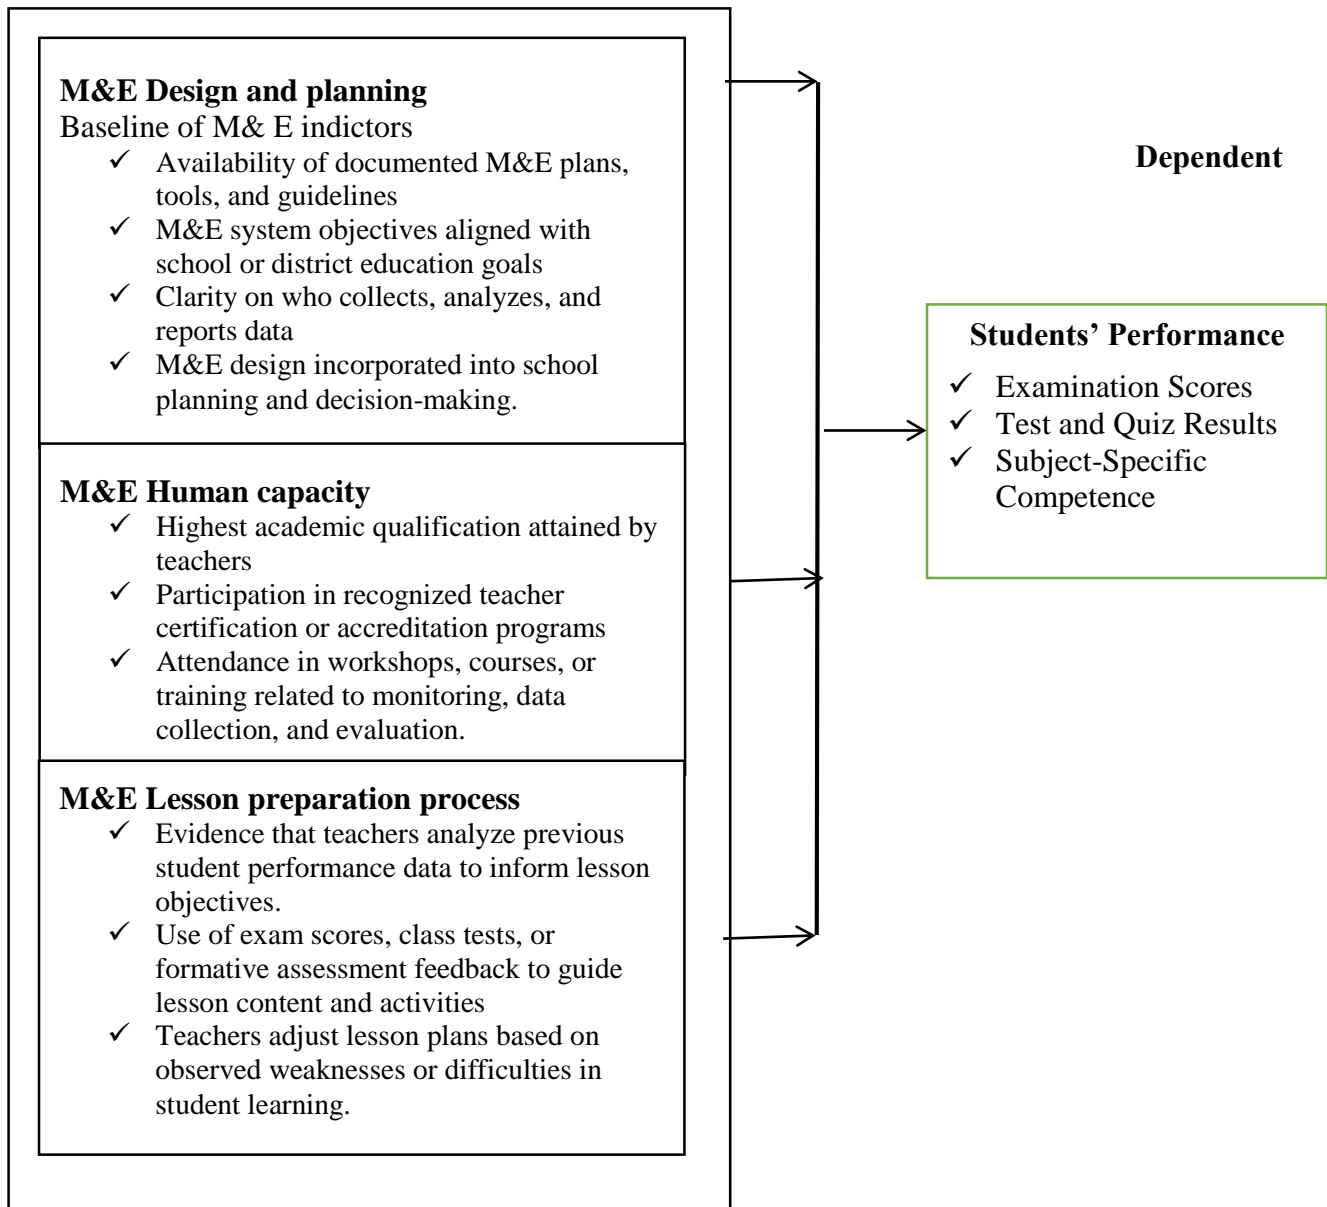 M&E Design and planning
Baseline of M& E indictors
✓ Availability of documented M&E plans,
tools, and guidelines
✓ M&E system objectives aligned with
school or district education goals
✓ Clarity on who collects, analyzes, and
reports data
✓ M&E design incorporated into school
planning and decision-making.
M&E Human capacity
✓ Highest academic qualification attained by
teachers
✓ Participation in recognized teacher
certification or accreditation programs
✓ Attendance in workshops, courses, or
training related to monitoring, data
collection, and evaluation.
M&E Lesson preparation process
✓ Evidence that teachers analyze previous
student performance data to inform lesson
objectives.
✓ Use of exam scores, class tests, or
formative assessment feedback to guide
lesson content and activities
✓ Teachers adjust lesson plans based on
observed weaknesses or difficulties in
student learning.
Dependent
Students’ Performance
✓ Examination Scores
✓ Test and Quiz Results
✓ Subject-Specific
Competence